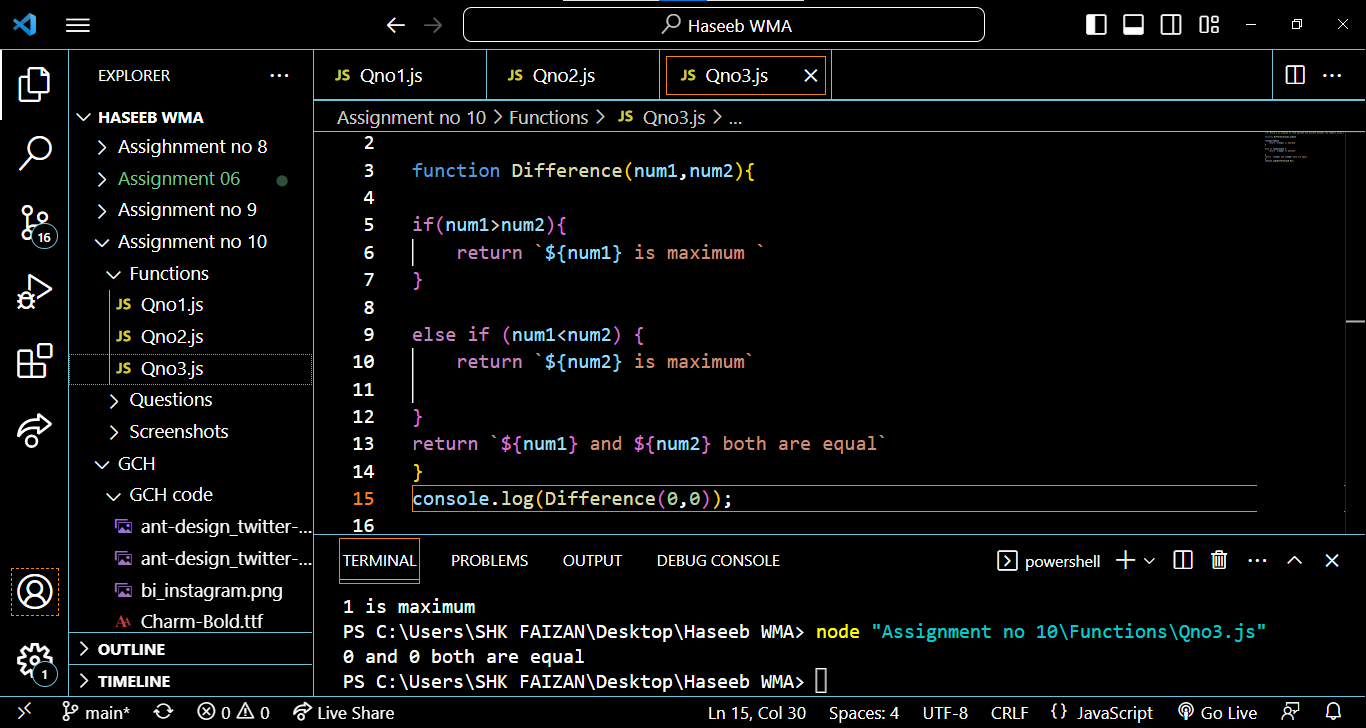 Haseeb WMA
EXPLORER
HASEEB WMA
Assighnment no 8
Assignment 06
Assignment no 9
Assignment no 10
Functions
JS Qno1.js
JS Qno2.js
JS Qno3.js
Questions
Screenshots
GCH
GCH code
ant-design_twitter-...
ant-design_twitter-...
bi_instagram.png
Charm-Bold.ttf
OUTLINE
TIMELINE
16
1
JS Qno1.js JS Qno2.js JS Qno3.js
Assignment no 10 > Functions > JS Qno3.js > ...
2
3 function Difference(num1,num2){
4
5 if(num1>num2){
6 return `${num1} is maximum `
7 }
8
9 else if (num1<num2) {
10 return `${num2} is maximum`
11
12 }
13 return `${num1} and ${num2} both are equal`
14 }
15 console.log(Difference(0,0));
16
TERMINAL PROBLEMS OUTPUT DEBUG CONSOLE powershell
1 is maximum
PS C:\Users\SHK FAIZAN\Desktop\Haseeb WMA> node "Assignment no 10\Functions\Qno3.js"
0 and 0 both are equal
PS C:\Users\SHK FAIZAN\Desktop\Haseeb WMA>
main* 0 0 Live Share Ln 15, Col 30 Spaces: 4 UTF-8 CRLF {} JavaScript Go Live